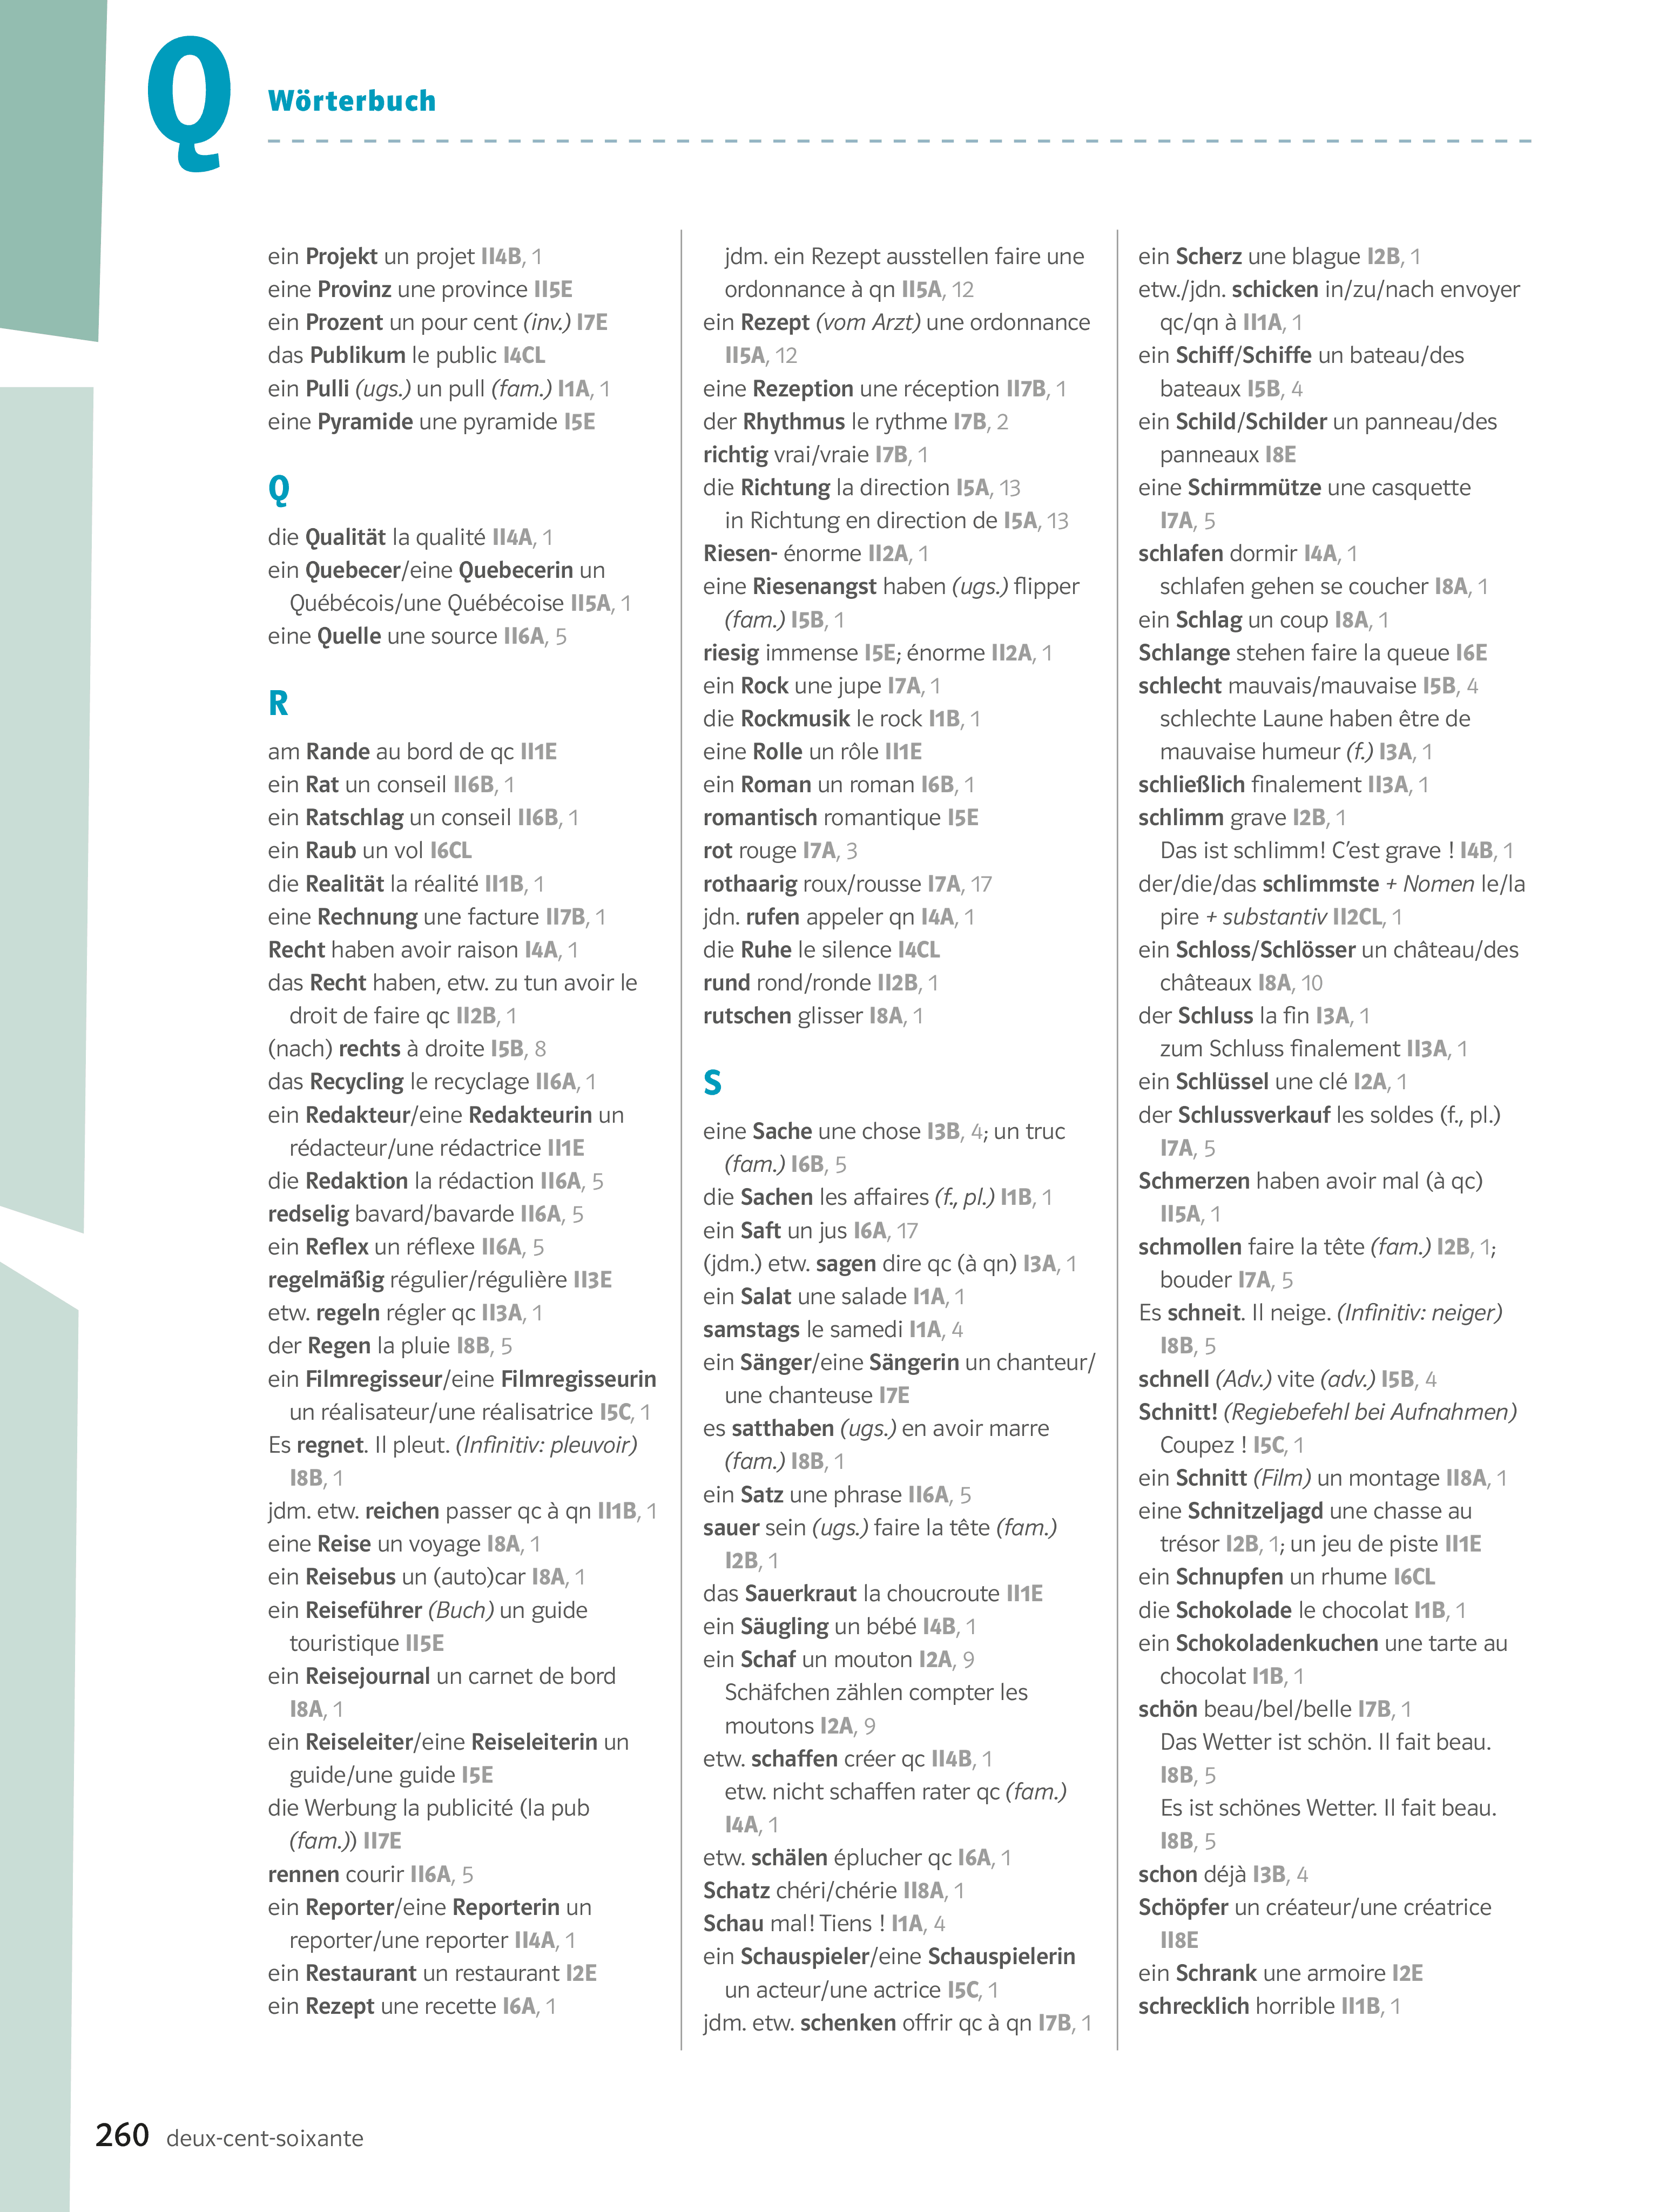 Q
Wörterbuch
ein Projekt un projet II4B, 1
eine Provinz une province II5E
ein Prozent un pour cent (inv.) I7E
das Publikum le public I4CL
ein Pulli (ugs.) un pull (fam.) I1A, 1
eine Pyramide une pyramide I5E
Q
die Qualität la qualité II4A, 1
ein Quebecer/eine Quebecerin un
Québécois/une Québécoise II5A, 1
eine Quelle une source II6A, 5
R
am Rande au bord de qc II1E
ein Rat un conseil II6B, 1
ein Ratschlag un conseil II6B, 1
ein Raub un vol I6CL
die Realität la réalité II1B, 1
eine Rechnung une facture II7B, 1
Recht haben avoir raison I4A, 1
das Recht haben, etw. zu tun avoir le
droit de faire qc II2B, 1
(nach) rechts à droite I5B, 8
das Recycling le recyclage II6A, 1
ein Redakteur/eine Redakteurin un
rédacteur/une rédactrice II1E
die Redaktion la rédaction II6A, 5
redselig bavard/bavarde II6A, 5
ein Reflex un réflexe II6A, 5
regelmäßig régulier/régulière II3E
etw. regeln régler qc II3A, 1
der Regen la pluie I8B, 5
ein Filmregisseur/eine Filmregisseurin
un réalisateur/une réalisatrice I5C, 1
Es regnet. Il pleut. (Infinitiv: pleuvoir)
I8B, 1
jdm. etw. reichen passer qc à qn II1B, 1
eine Reise un voyage I8A, 1
ein Reisebus un (auto)car I8A, 1
ein Reiseführer (Buch) un guide
touristique II5E
ein Reisejournal un carnet de bord
I8A, 1
ein Reiseleiter/eine Reiseleiterin un
guide/une guide I5E
die Werbung la publicité (la pub
(fam.)) II7E
rennen courir II6A, 5
ein Reporter/eine Reporterin un
reporter/une reporter II4A, 1
ein Restaurant un restaurant I2E
ein Rezept une recette I6A, 1
jdm. ein Rezept ausstellen faire une
ordonnance à qn II5A, 12
ein Rezept (vom Arzt) une ordonnance
II5A, 12
eine Rezeption une réception II7B, 1
der Rhythmus le rythme I7B, 2
richtig vrai/vraie I7B, 1
die Richtung la direction I5A, 13
in Richtung en direction de I5A, 13
Riesen- énorme II2A, 1
eine Riesenangst haben (ugs.) flipper
(fam.) I5B, 1
riesig immense I5E; énorme II2A, 1
ein Rock une jupe I7A, 1
die Rockmusik le rock I1B, 1
eine Rolle un rôle II1E
ein Roman un roman I6B, 1
romantisch romantique I5E
rot rouge I7A, 3
rothaarig roux/rousse I7A, 17
jdn. rufen appeler qn I4A, 1
die Ruhe le silence I4CL
rund rond/ronde II2B, 1
rutschen glisser I8A, 1
S
eine Sache une chose I3B, 4; un truc
(fam.) I6B, 5
die Sachen les affaires (f., pl.) I1B, 1
ein Saft un jus I6A, 17
(jdm.) etw. sagen dire qc (à qn) I3A, 1
ein Salat une salade I1A, 1
samstags le samedi I1A, 4
ein Sänger/eine Sängerin un chanteur/
une chanteuse I7E
es satthaben (ugs.) en avoir marre
(fam.) I8B, 1
ein Satz une phrase II6A, 5
sauer sein (ugs.) faire la tête (fam.)
I2B, 1
das Sauerkraut la choucroute II1E
ein Säugling un bébé I4B, 1
ein Schaf un mouton I2A, 9
Schäfchen zählen compter les
moutons I2A, 9
etw. schaffen créer qc II4B, 1
etw. nicht schaffen rater qc (fam.)
I4A, 1
etw. schälen éplucher qc I6A, 1
Schatz chéri/chérie II8A, 1
Schau mal! Tiens ! I1A, 4
ein Schauspieler/eine Schauspielerin
un acteur/une actrice I5C, 1
jdm. etw. schenken offrir qc à qn I7B, 1
ein Scherz une blague I2B, 1
etw./jdn. schicken in/zu/nach envoyer
qc/qn à II1A, 1
ein Schiff/Schiffe un bateau/des
bateaux I5B, 4
ein Schild/Schilder un panneau/des
panneaux I8E
eine Schirmmütze une casquette
I7A, 5
schlafen dormir I4A, 1
schlafen gehen se coucher I8A, 1
ein Schlag un coup I8A, 1
Schlange stehen faire la queue I6E
schlecht mauvais/mauvaise I5B, 4
schlechte Laune haben être de
mauvaise humeur (f.) I3A, 1
schließlich finalement II3A, 1
schlimm grave I2B, 1
Das ist schlimm! C’est grave ! I4B, 1
der/die/das schlimmste + Nomen le/la
pire + substantiv II2CL, 1
ein Schloss/Schlösser un château/des
châteaux I8A, 10
der Schluss la fin I3A, 1
zum Schluss finalement II3A, 1
ein Schlüssel une clé I2A, 1
der Schlussverkauf les soldes (f., pl.)
I7A, 5
Schmerzen haben avoir mal (à qc)
II5A, 1
schmollen faire la tête (fam.) I2B, 1;
bouder I7A, 5
Es schneit. Il neige. (Infinitiv: neiger)
I8B, 5
schnell (Adv.) vite (adv.) I5B, 4
Schnitt! (Regiebefehl bei Aufnahmen)
Coupez ! I5C, 1
ein Schnitt (Film) un montage II8A, 1
eine Schnitzeljagd une chasse au
trésor I2B, 1; un jeu de piste II1E
ein Schnupfen un rhume I6CL
die Schokolade le chocolat I1B, 1
ein Schokoladenkuchen une tarte au
chocolat I1B, 1
schön beau/bel/belle I7B, 1
Das Wetter ist schön. Il fait beau.
I8B, 5
Es ist schönes Wetter. Il fait beau.
I8B, 5
schon déjà I3B, 4
Schöpfer un créateur/une créatrice
II8E
ein Schrank une armoire I2E
schrecklich horrible II1B, 1
260 deux-cent-soixante